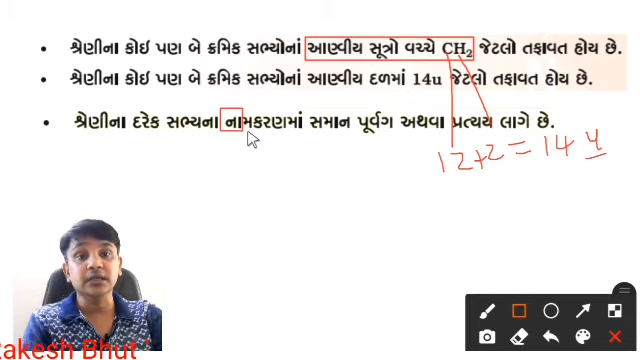 • શ્રેણીના કોઇ પણ બે ક્રમિક સભ્યોનાં આણ્વીય સૂત્રો વચ્ચે CH₂ જેટલો તફાવત હોય છે.
• શ્રેણીના કોઇ પણ બે ક્રમિક સભ્યોનાં આણ્વીય દળમાં 14u જેટલો તફાવત હોય છે.
• શ્રેણીના દરેક સભ્યના નામકરણમાં સમાન પૂર્વગ અથવા પ્રત્યય લાગે છે.
12+2=14 u
Rakesh Bhut